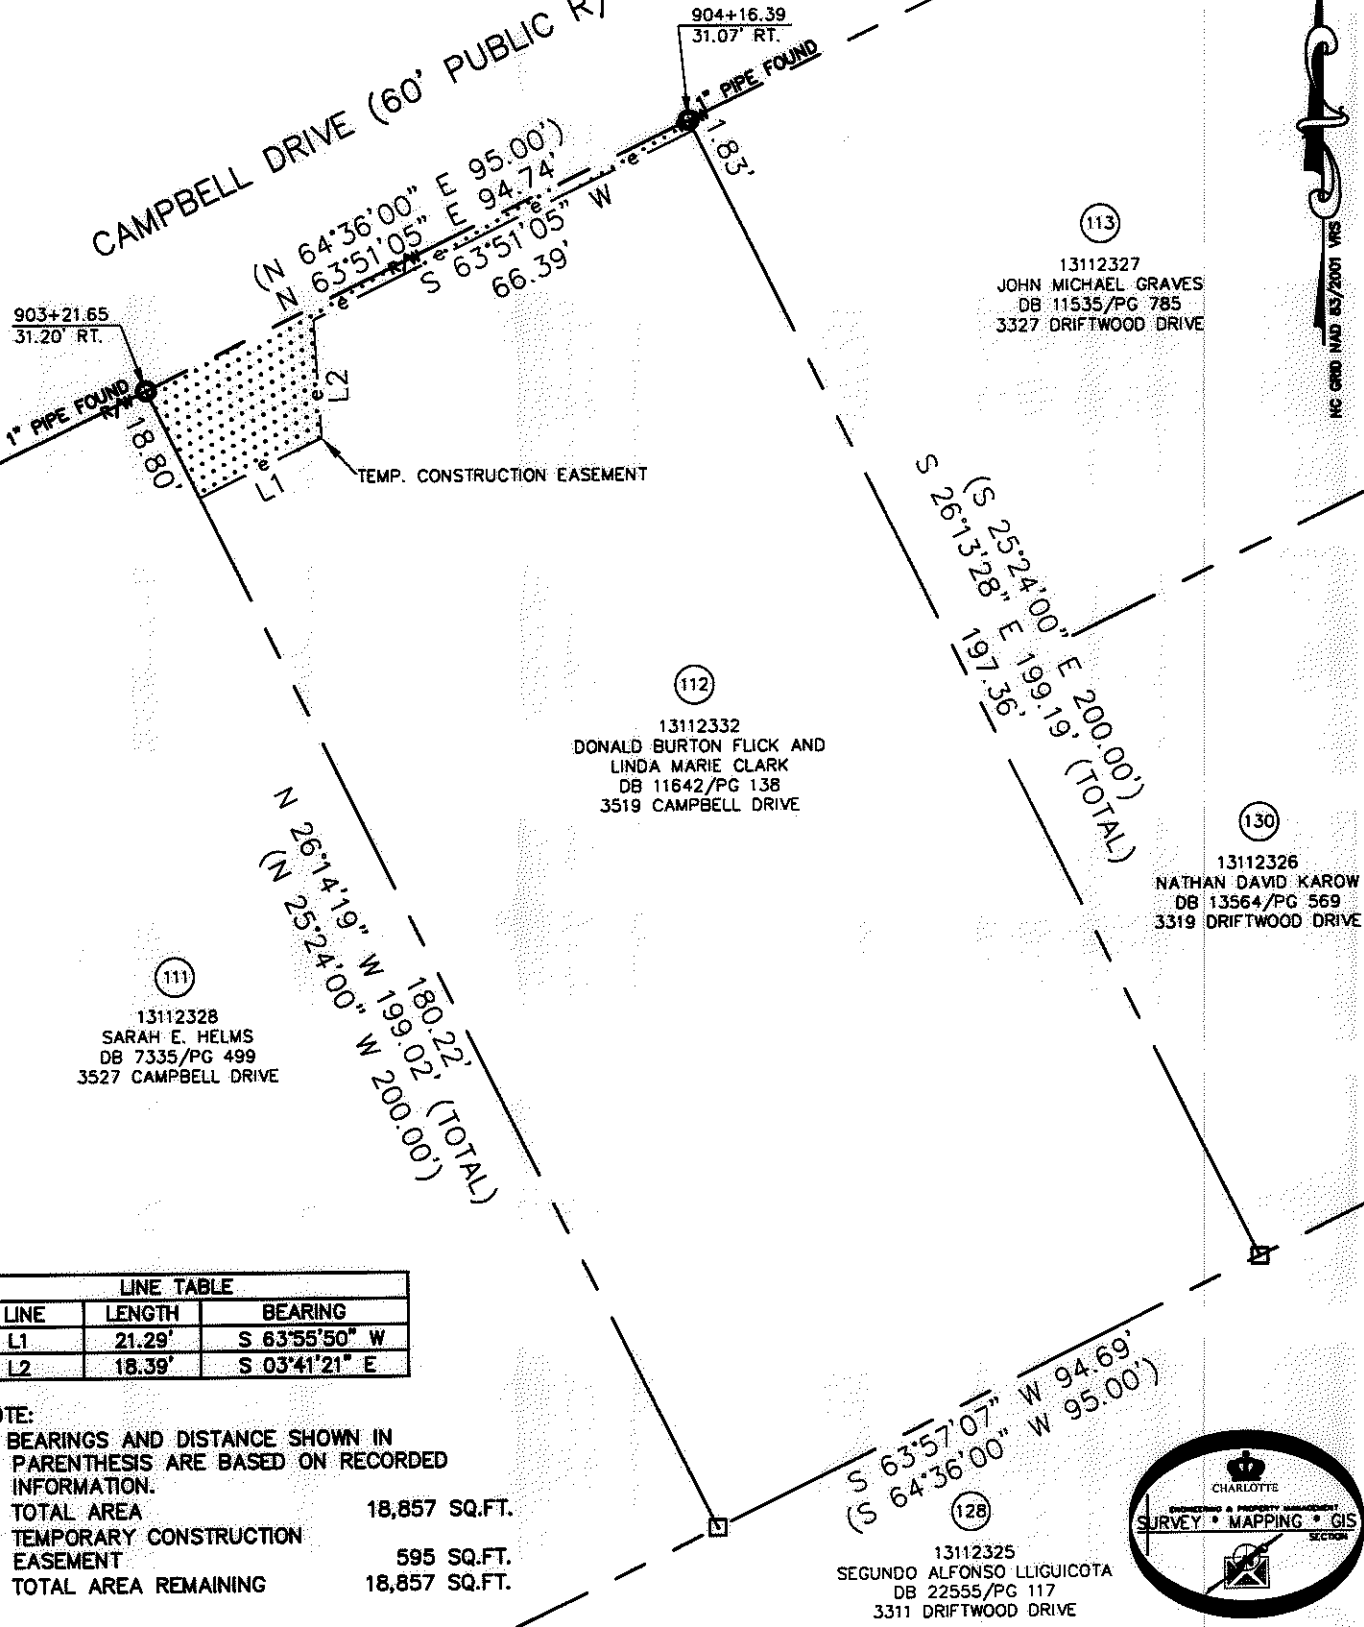 904+16.39
31.07' RT.
CAMPBELL DRIVE (60' PUBLIC R/
1" PIPE FOUND
1.83'
(N 64°36'00" E 95.00')
N 63°51'05" E 94.74'
R/W
S 63°51'05" W
66.39'
e
e
e
e
903+21.65
31.20' RT.
1" PIPE FOUND
R/W
18.80'
e
L2
e
L1
TEMP. CONSTRUCTION EASEMENT
113
13112327
JOHN MICHAEL GRAVES
DB 11535/PG 785
3327 DRIFTWOOD DRIVE
NC GRID NAD 83/2001 VRS
(S 25°24'00" E 200.00')
S 26°13'28" E 199.19' (TOTAL)
197.36'
112
13112332
DONALD BURTON FLICK AND
LINDA MARIE CLARK
DB 11642/PG 138
3519 CAMPBELL DRIVE
130
13112326
NATHAN DAVID KAROW
DB 13564/PG 569
3319 DRIFTWOOD DRIVE
180.22'
N 26°14'19" W 199.02' (TOTAL)
(N 25°24'00" W 200.00')
111
13112328
SARAH E. HELMS
DB 7335/PG 499
3527 CAMPBELL DRIVE
LINE TABLE
LINE LENGTH BEARING
L1 21.29' S 63°55'50" W
L2 18.39' S 03°41'21" E
OTE:
BEARINGS AND DISTANCE SHOWN IN
PARENTHESIS ARE BASED ON RECORDED
INFORMATION.
TOTAL AREA 18,857 SQ.FT.
TEMPORARY CONSTRUCTION
EASEMENT 595 SQ.FT.
TOTAL AREA REMAINING 18,857 SQ.FT.
S 63°57'07" W 94.69'
(S 64°36'00" W 95.00')
128
13112325
SEGUNDO ALFONSO LLIGUICOTA
DB 22555/PG 117
3311 DRIFTWOOD DRIVE
CHARLOTTE
ENGINEERING & PROPERTY MANAGEMENT
SURVEY * MAPPING * GIS
SECTION